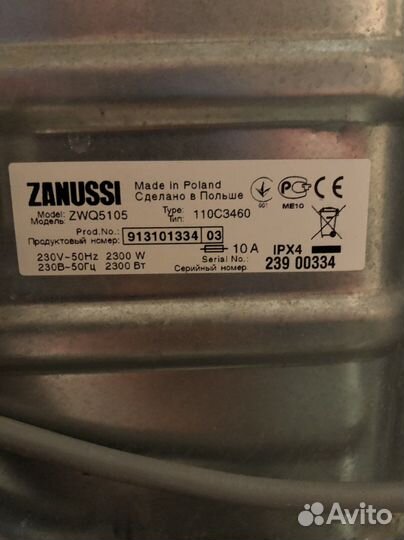 ZANUSSI
Made in Poland
Сделано в Польше
001
ME10
Model: ZWQ5105 Type: 110C3460
Модель: Тип:
Prod.No.: 913101334 03
Продуктовый номер:
10 A IPX4
230V~50Hz 2300 W Serial No.: 239 00334
230В~50Гц 2300 Вт Серийный номер:
Avito